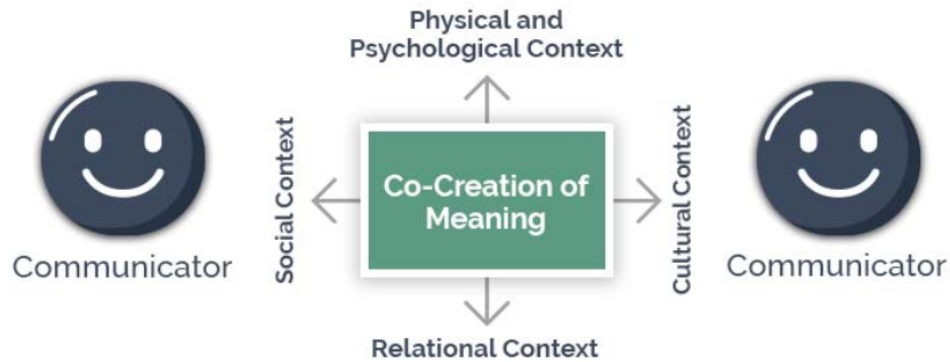 Physical and
Psychological Context
Social Context
Co-Creation of
Meaning
Cultural Context
Communicator
Communicator
Relational Context